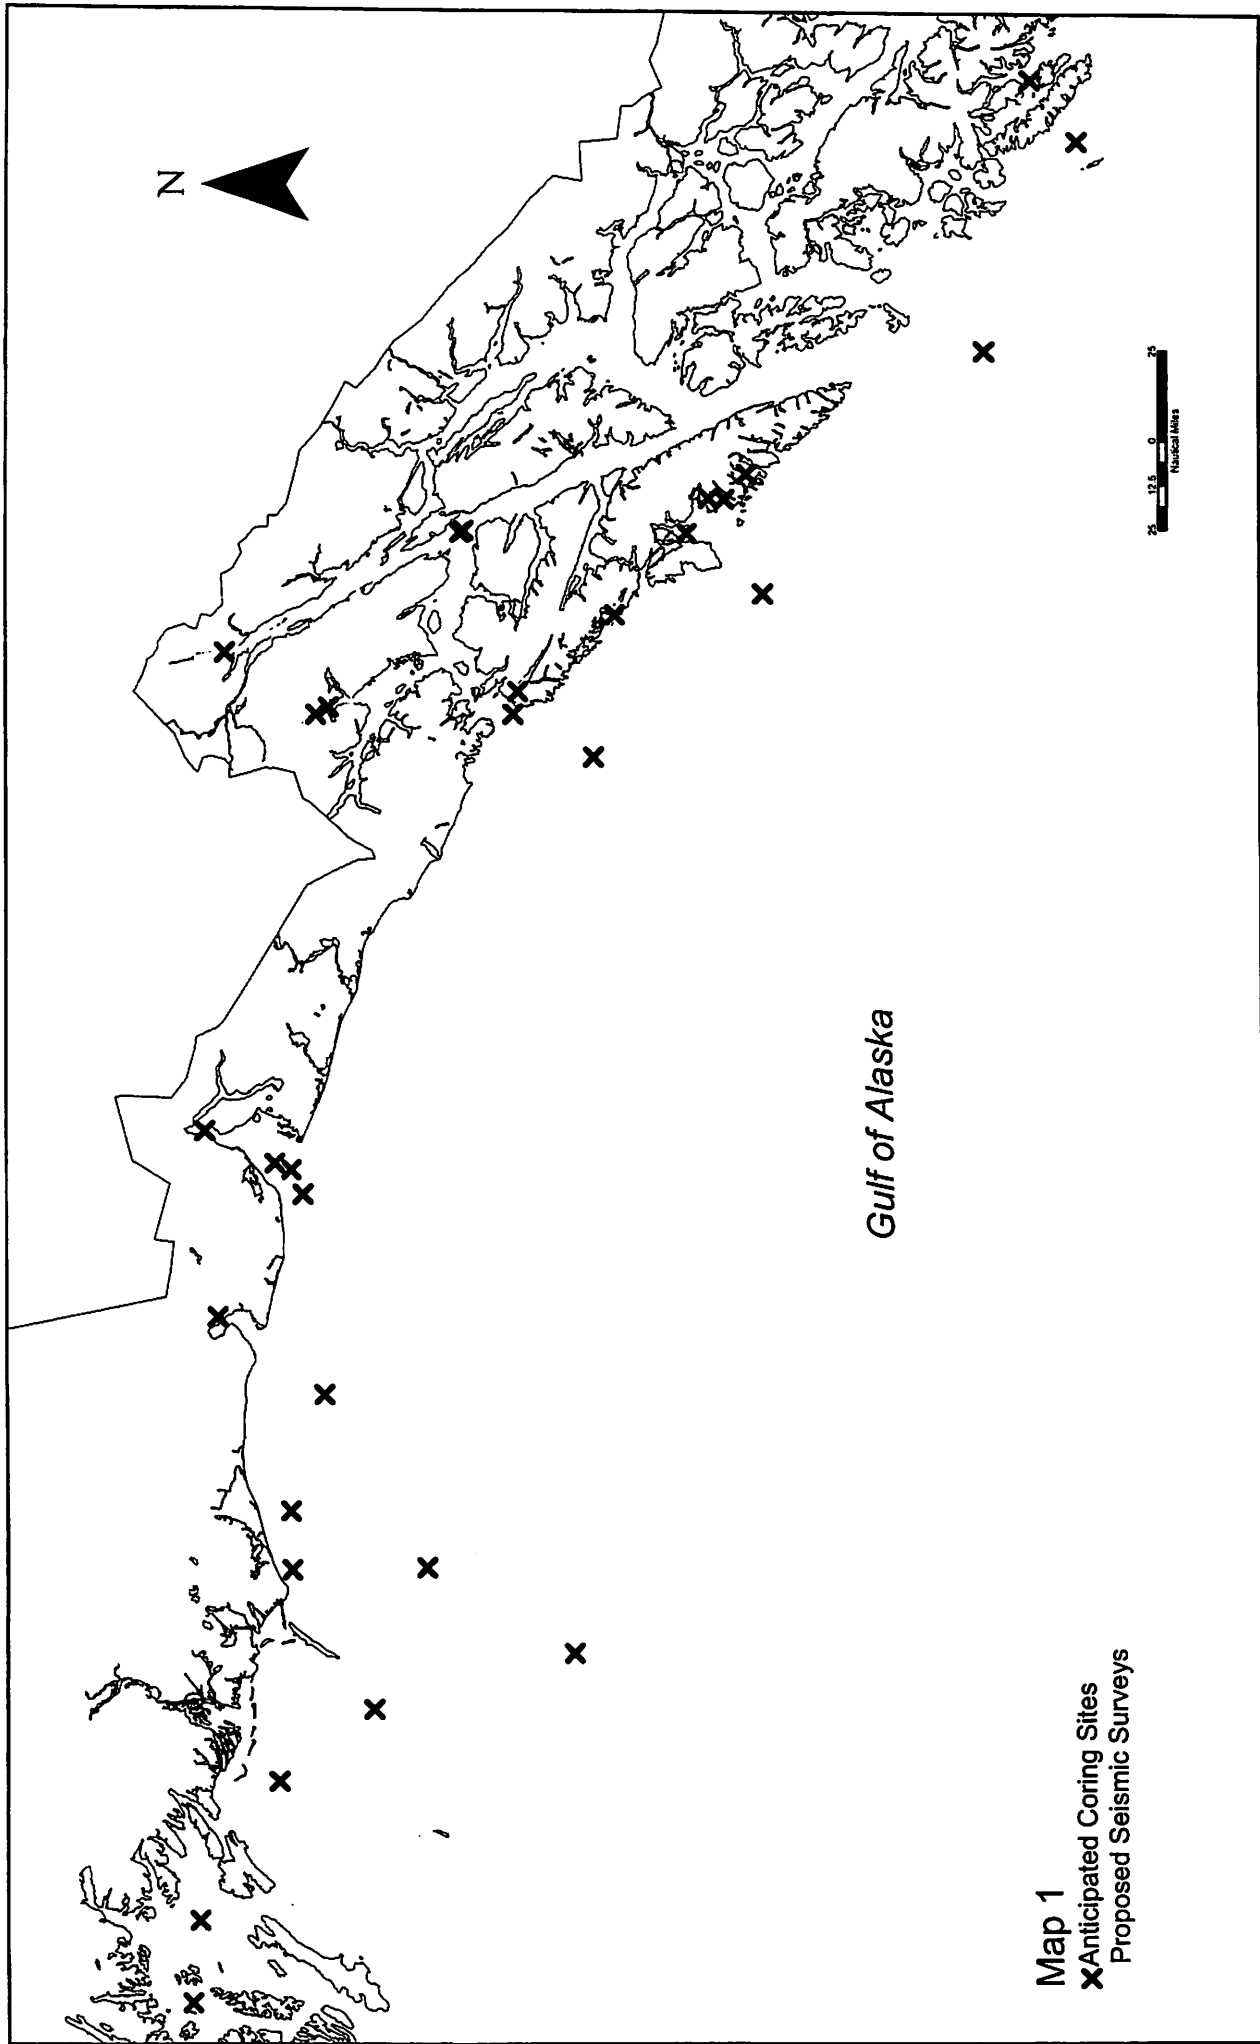 N
Gulf of Alaska
25 12.5 0 25
Nautical Miles
Map 1
Anticipated Coring Sites
Proposed Seismic Surveys